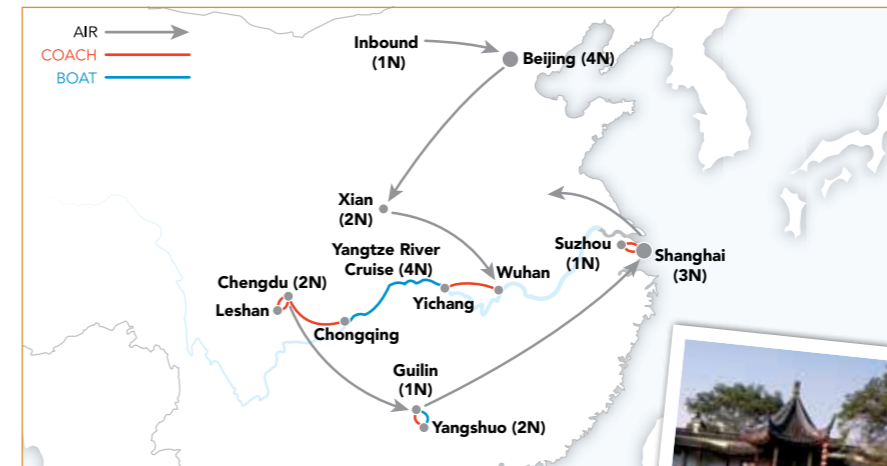 AIR
COACH
BOAT
Inbound
(1N)
Beijing (4N)
Xian
(2N)
Yangtze River
Cruise (4N)
Wuhan
Suzhou
(1N)
Shanghai
(3N)
Chengdu (2N)
Leshan
Yichang
Chongqing
Guilin
(1N)
Yangshuo (2N)